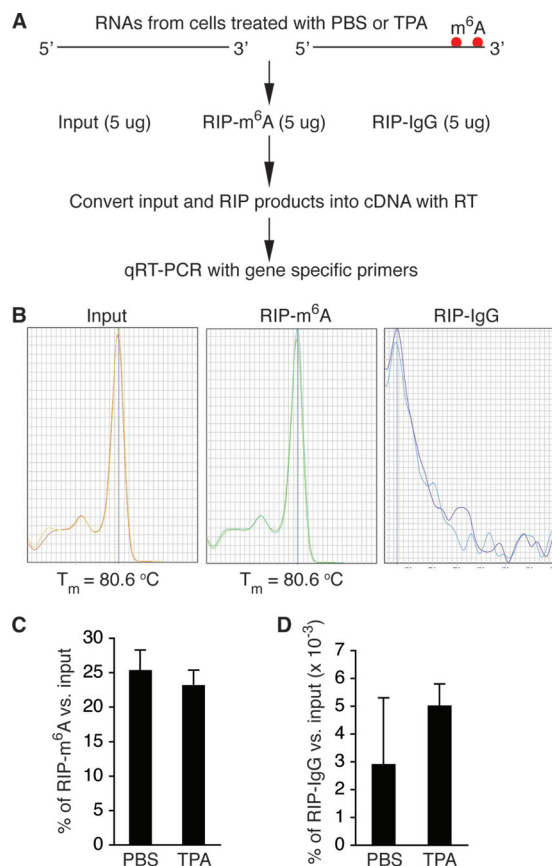 A
RNAs from cells treated with PBS or TPA
m⁶A
5’ 3’ 5’ 3’
Input (5 ug) RIP-m⁶A (5 ug) RIP-IgG (5 ug)
Convert input and RIP products into cDNA with RT
qRT-PCR with gene specific primers
B
Input RIP-m⁶A RIP-IgG
Tm = 80.6 ºC Tm = 80.6 ºC
C
% of RIP-m⁶A vs. input
30
25
20
15
10
5
0
PBS TPA
D
% of RIP-IgG vs. input (x 10⁻³)
7
6
5
4
3
2
1
0
PBS TPA